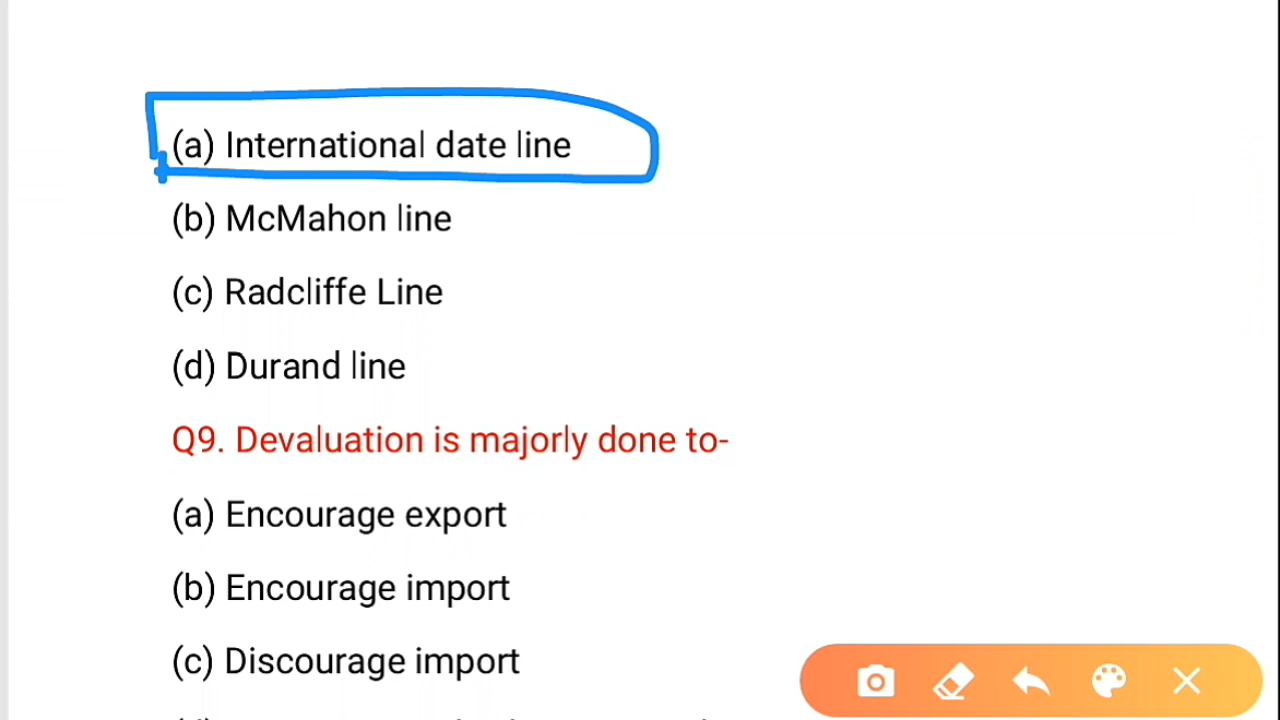 (a) International date line
(b) McMahon line
(c) Radcliffe Line
(d) Durand line
Q9. Devaluation is majorly done to-
(a) Encourage export
(b) Encourage import
(c) Discourage import